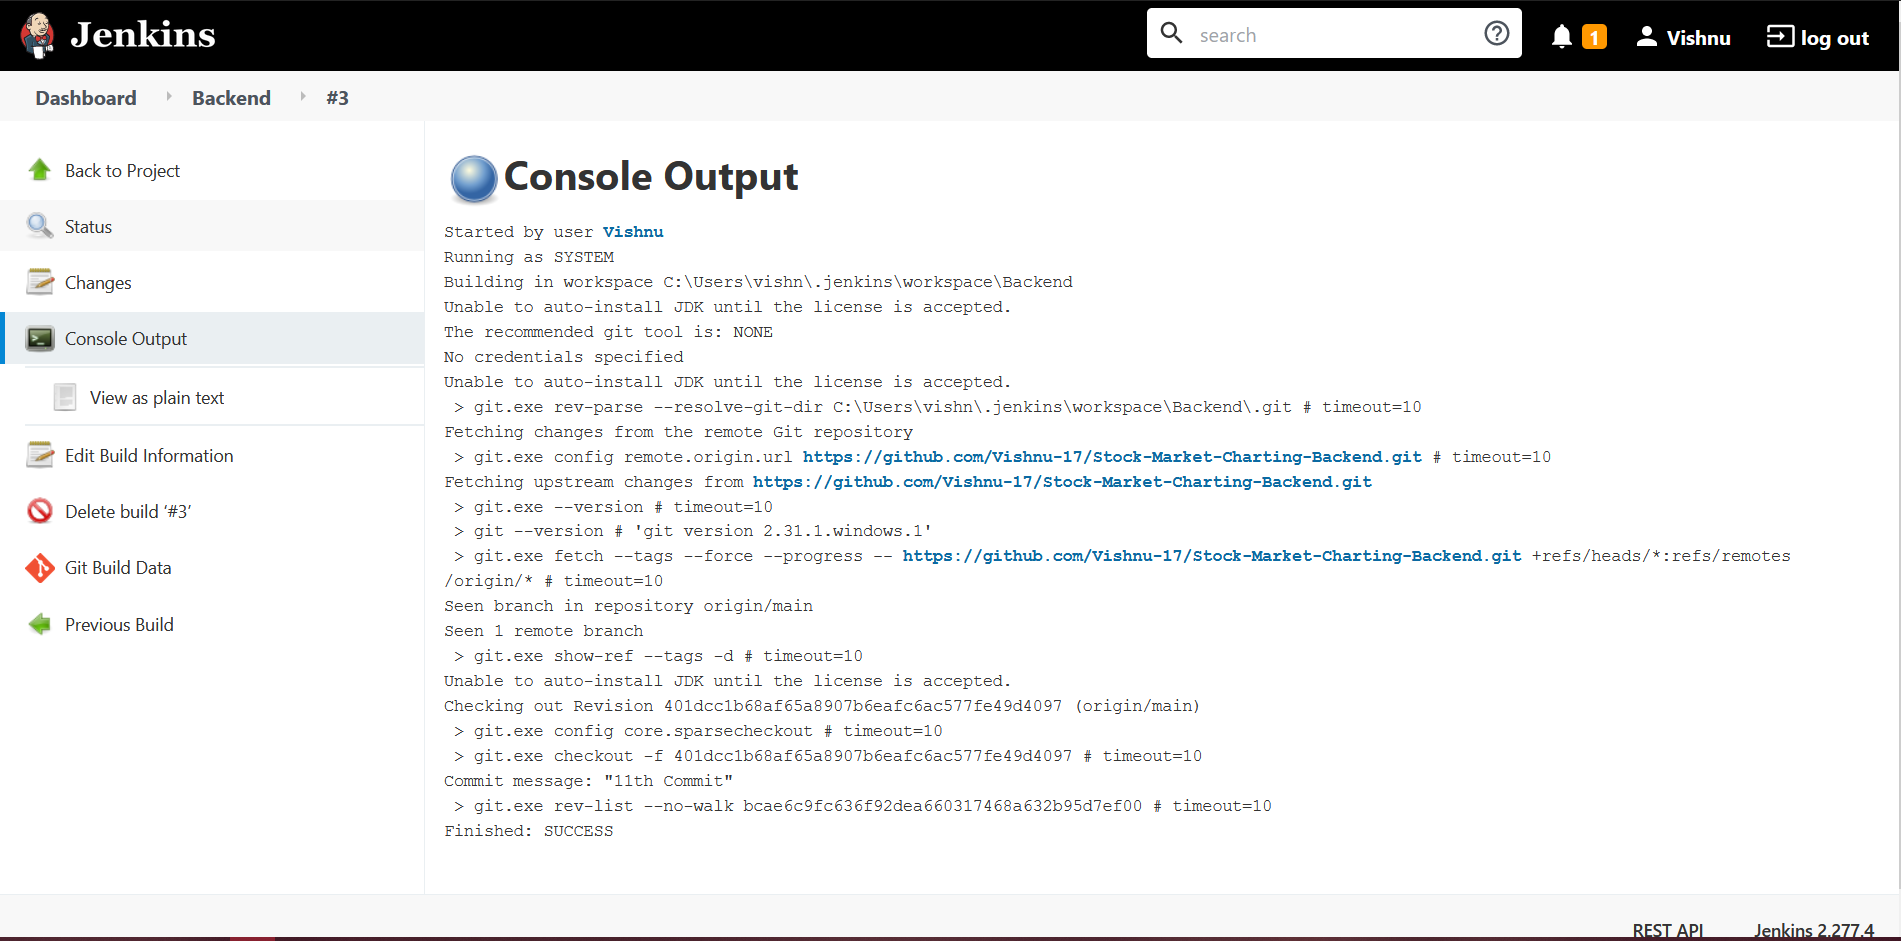 Jenkins
search
1
Vishnu
log out
Dashboard
Backend
#3
Back to Project
Status
Changes
Console Output
View as plain text
Edit Build Information
Delete build ‘#3’
Git Build Data
Previous Build
Console Output
Started by user Vishnu
Running as SYSTEM
Building in workspace C:\Users\vishn\.jenkins\workspace\Backend
Unable to auto-install JDK until the license is accepted.
The recommended git tool is: NONE
No credentials specified
Unable to auto-install JDK until the license is accepted.
> git.exe rev-parse --resolve-git-dir C:\Users\vishn\.jenkins\workspace\Backend\.git # timeout=10
Fetching changes from the remote Git repository
> git.exe config remote.origin.url https://github.com/Vishnu-17/Stock-Market-Charting-Backend.git # timeout=10
Fetching upstream changes from https://github.com/Vishnu-17/Stock-Market-Charting-Backend.git
> git.exe --version # timeout=10
> git --version # 'git version 2.31.1.windows.1'
> git.exe fetch --tags --force --progress -- https://github.com/Vishnu-17/Stock-Market-Charting-Backend.git +refs/heads/*:refs/remotes
/origin/* # timeout=10
Seen branch in repository origin/main
Seen 1 remote branch
> git.exe show-ref --tags -d # timeout=10
Unable to auto-install JDK until the license is accepted.
Checking out Revision 401dcc1b68af65a8907b6eafc6ac577fe49d4097 (origin/main)
> git.exe config core.sparsecheckout # timeout=10
> git.exe checkout -f 401dcc1b68af65a8907b6eafc6ac577fe49d4097 # timeout=10
Commit message: "11th Commit"
> git.exe rev-list --no-walk bcae6c9fc636f92dea660317468a632b95d7ef00 # timeout=10
Finished: SUCCESS
REST API
Jenkins 2.277.4